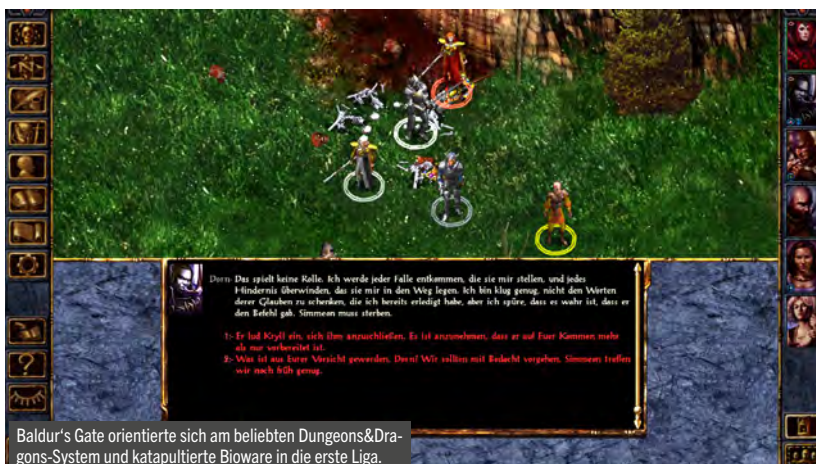 Dorn- Das spielt keine Rolle. Ich werde jeder Falle entkommen, die sie mir stellen, und jedes
Hindernis überwinden, das sie mir in den Weg legen. Ich bin klug genug, nicht den Worten
derer Glauben zu schenken, die ich bereits erledigt habe, aber ich spüre, dass es wahr ist, dass er
den Befehl gab. Simmeon muss sterben.
1:- Er lud Kryll ein, sich ihm anzuschließen. Es ist anzunehmen, dass er auf Euer Kommen mehr
als nur vorbereitet ist.
2:- Was ist aus Eurer Vorsicht geworden, Dorn? Wir sollten mit Bedacht vorgehen. Simmeon treffen
wir noch früh genug.
?
Baldur's Gate orientierte sich am beliebten Dungeons&Dra-
gons-System und katapultierte Bioware in die erste Liga.